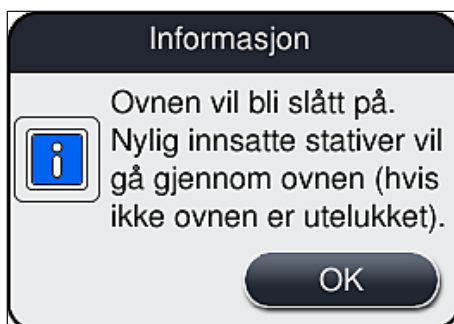 Informasjon
Ovnen vil bli slått på.
Nylig innsatte stativer vil
gå gjennom ovnen (hvis
ikke ovnen er utelukket).
OK